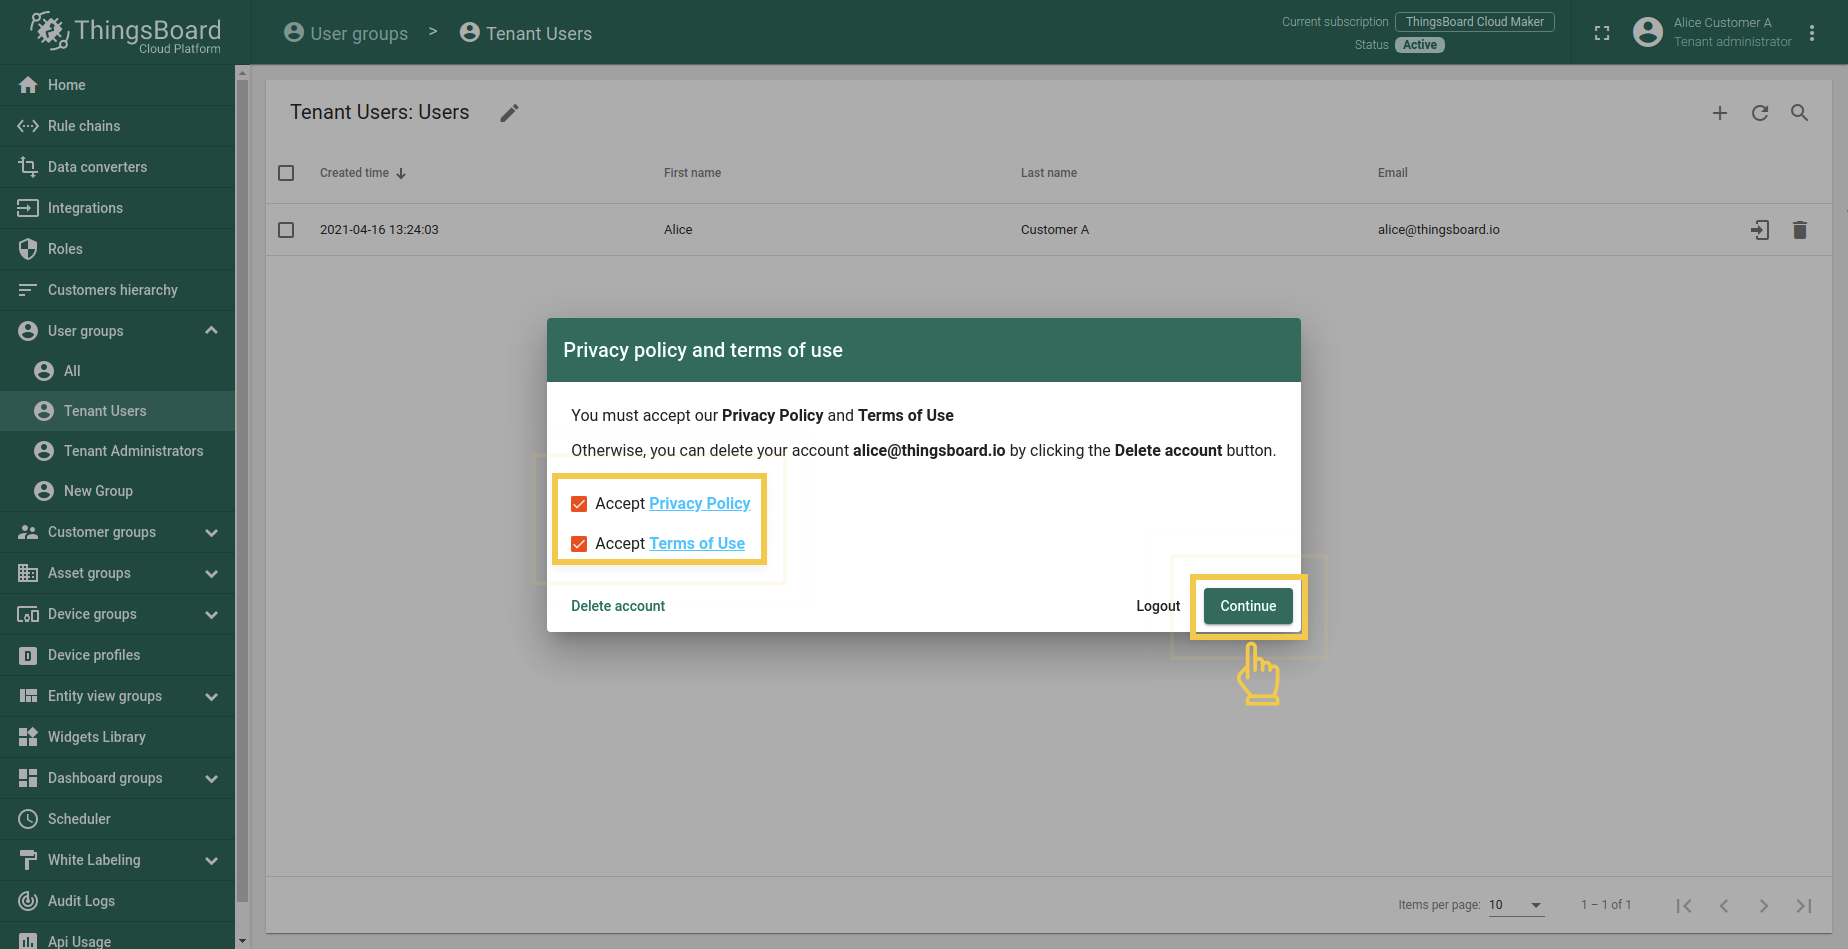 ThingsBoard
Cloud Platform
User groups > Tenant Users
Current subscription ThingsBoard Cloud Maker
Status Active
Alice Customer A
Tenant administrator
Home
Rule chains
Data converters
Integrations
Roles
Customers hierarchy
User groups
All
Tenant Users
Tenant Administrators
New Group
Customer groups
Asset groups
Device groups
Device profiles
Entity view groups
Widgets Library
Dashboard groups
Scheduler
White Labeling
Audit Logs
Api Usage
Tenant Users: Users
Created time First name Last name Email
2021-04-16 13:24:03 Alice Customer A alice@thingsboard.io
Privacy policy and terms of use
You must accept our Privacy Policy and Terms of Use
Otherwise, you can delete your account alice@thingsboard.io by clicking the Delete account button.
Accept Privacy Policy
Accept Terms of Use
Delete account Logout Continue
Items per page: 10 1 – 1 of 1